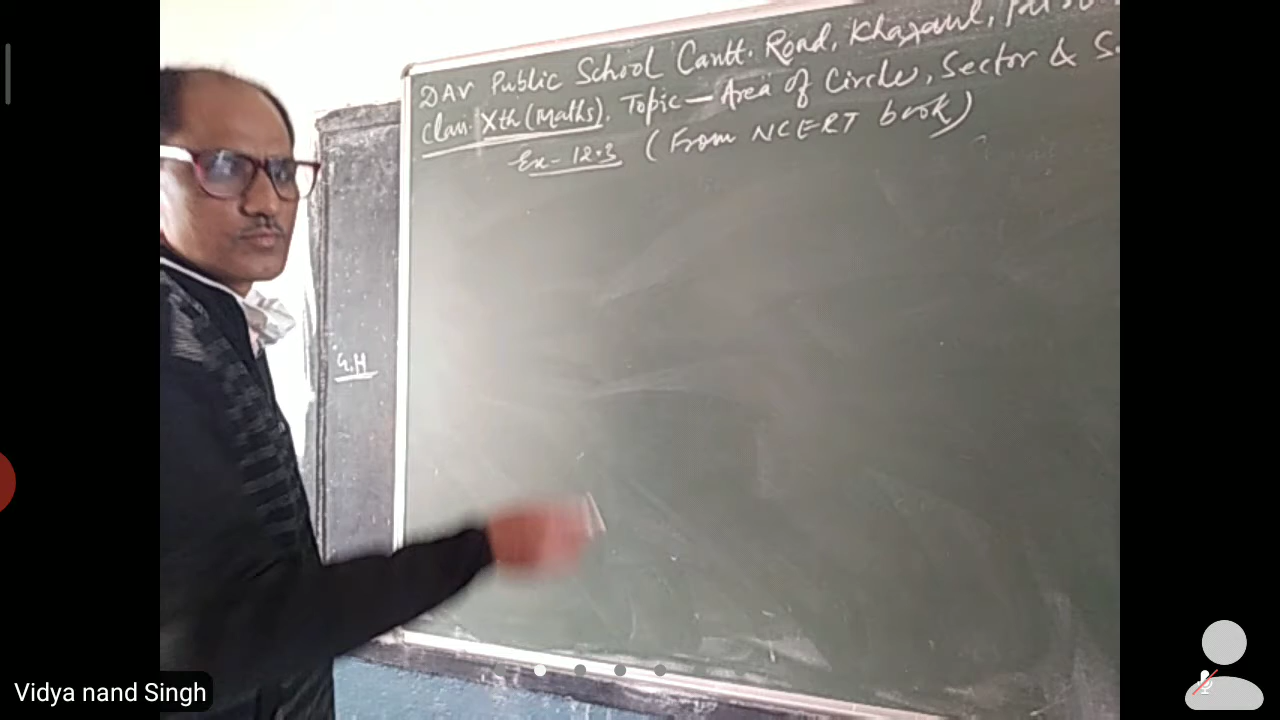 DAV Public School Cantt. Road, Khagaul,
Class-Xth (Maths). Topic - Area of Circle, Sector & S
Ex-12.3 (From NCERT book)
G.H
Vidya nand Singh